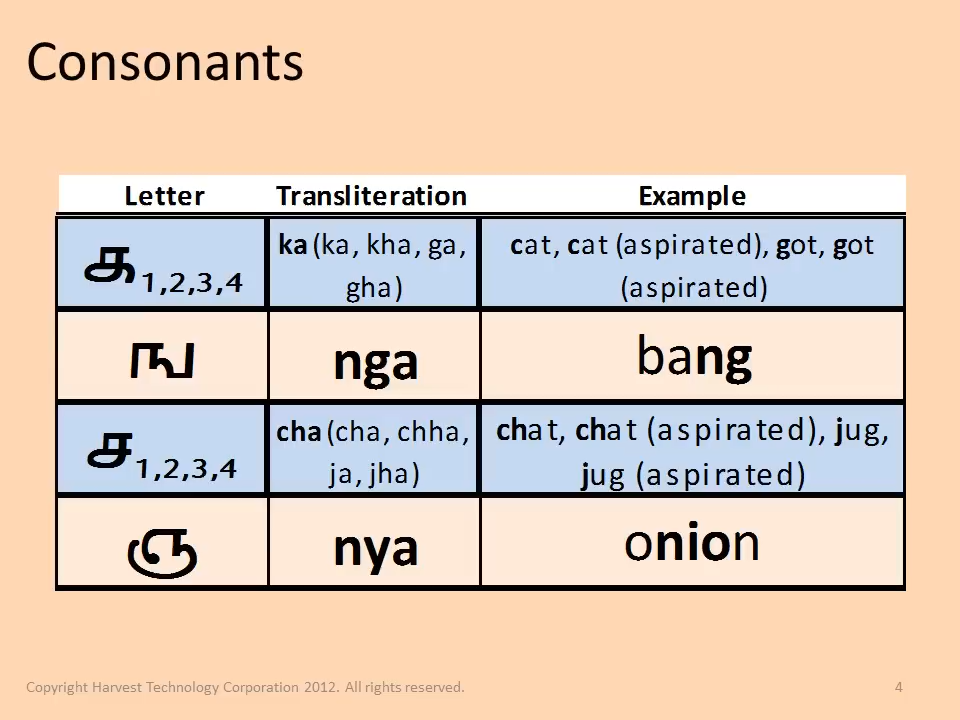 Consonants
Letter Transliteration Example
க1,2,3,4 ka (ka, kha, ga, gha) cat, cat (aspirated), got, got (aspirated)
ங nga bang
ச1,2,3,4 cha (cha, chha, ja, jha) chat, chat (aspirated), jug, jug (aspirated)
ஞ nya onion
Copyright Harvest Technology Corporation 2012. All rights reserved. 4